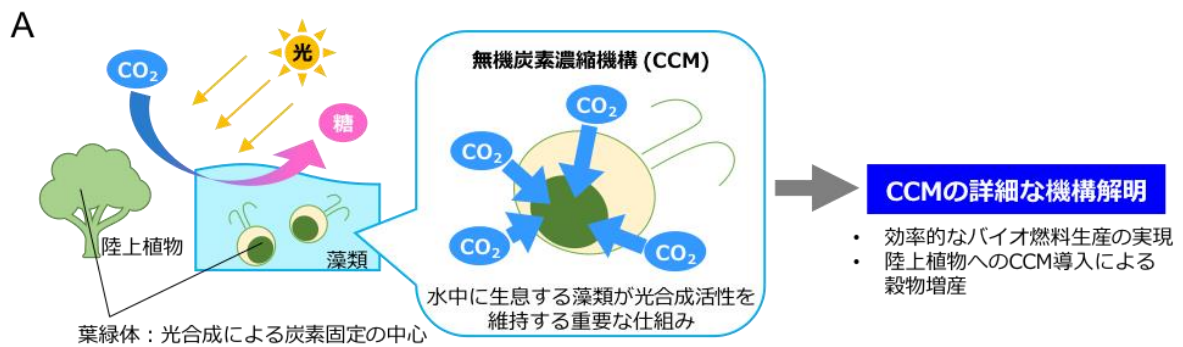 A
CO₂
光
糖
陸上植物
藻類
葉緑体：光合成による炭素固定の中心
無機炭素濃縮機構 (CCM)
CO₂
CO₂
CO₂
CO₂
水中に生息する藻類が光合成活性を
維持する重要な仕組み
CCMの詳細な機構解明
• 効率的なバイオ燃料生産の実現
• 陸上植物へのCCM導入による
穀物増産